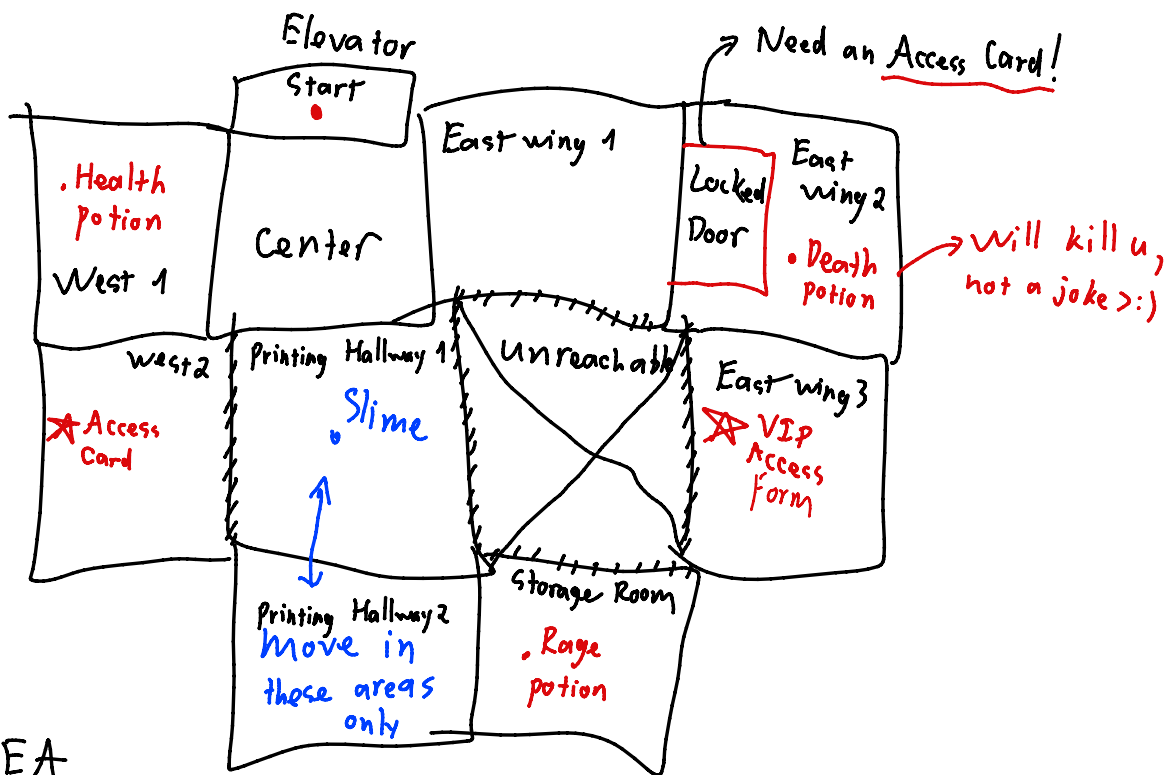 Elevator
Start
Need an Access Card!
East wing 1
Health
potion
West 1
Center
Locked
Door
East
wing 2
Death
potion
Will kill u,
not a joke >:)
west 2
Access
Card
Printing Hallway 1
Slime
Unreachable
East wing 3
VIP
Access
Form
Printing Hallway 2
Move in
these areas
only
Storage Room
Rage
potion
EA